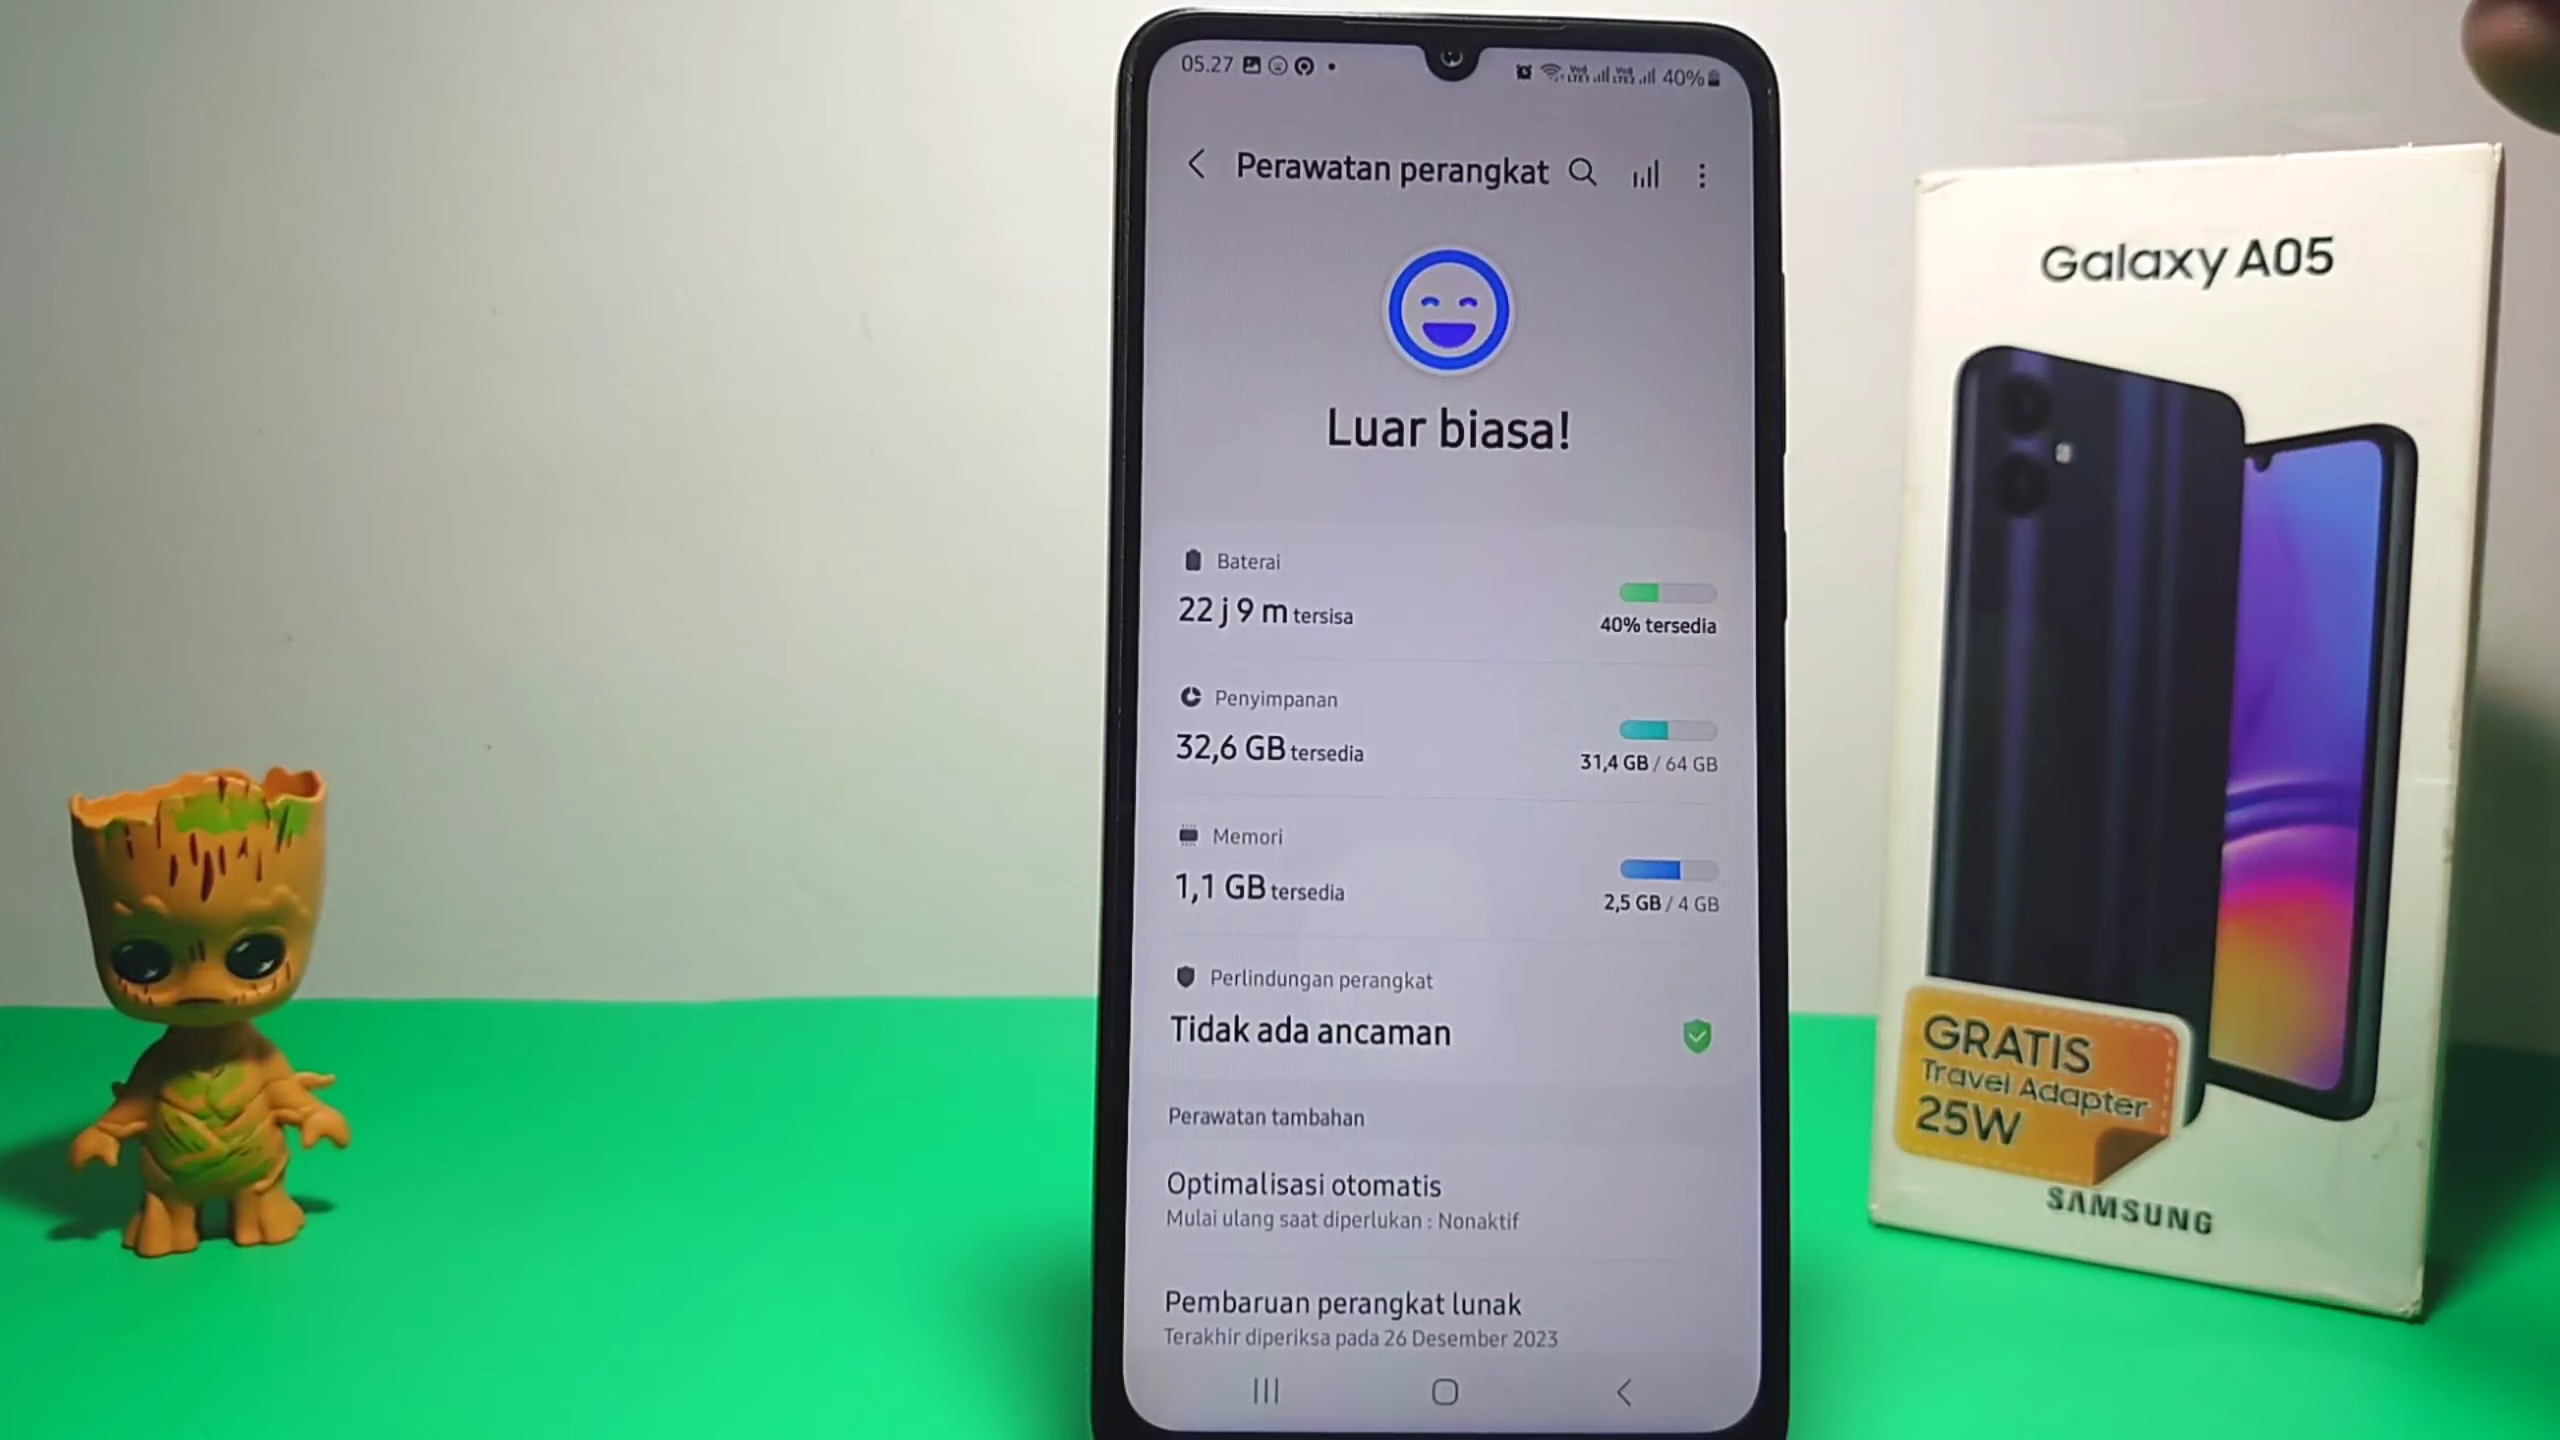 05.27
40%
Perawatan perangkat
Luar biasa!
Baterai
22 j 9 m tersisa
40% tersedia
Penyimpanan
32,6 GB tersedia
31,4 GB / 64 GB
Memori
1,1 GB tersedia
2,5 GB / 4 GB
Perlindungan perangkat
Tidak ada ancaman
Perawatan tambahan
Optimalisasi otomatis
Mulai ulang saat diperlukan : Nonaktif
Pembaruan perangkat lunak
Terakhir diperiksa pada 26 Desember 2023
Galaxy A05
GRATIS
Travel Adapter
25W
SAMSUNG